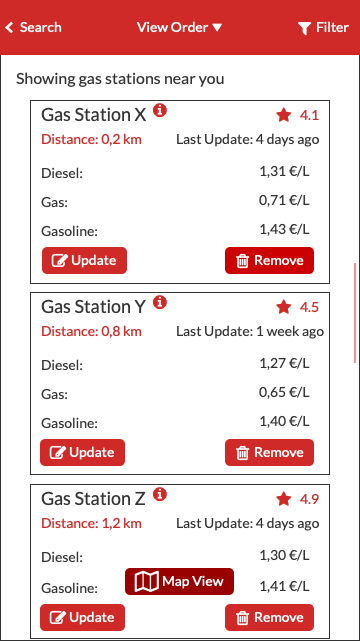 Search View Order Filter
Showing gas stations near you
Gas Station X 4.1
Distance: 0,2 km Last Update: 4 days ago
Diesel: 1,31 €/L
Gas: 0,71 €/L
Gasoline: 1,43 €/L
Update Remove
Gas Station Y 4.5
Distance: 0,8 km Last Update: 1 week ago
Diesel: 1,27 €/L
Gas: 0,65 €/L
Gasoline: 1,40 €/L
Update Remove
Gas Station Z 4.9
Distance: 1,2 km Last Update: 4 days ago
Diesel: 1,30 €/L
Gasoline: Map View 1,41 €/L
Update Remove